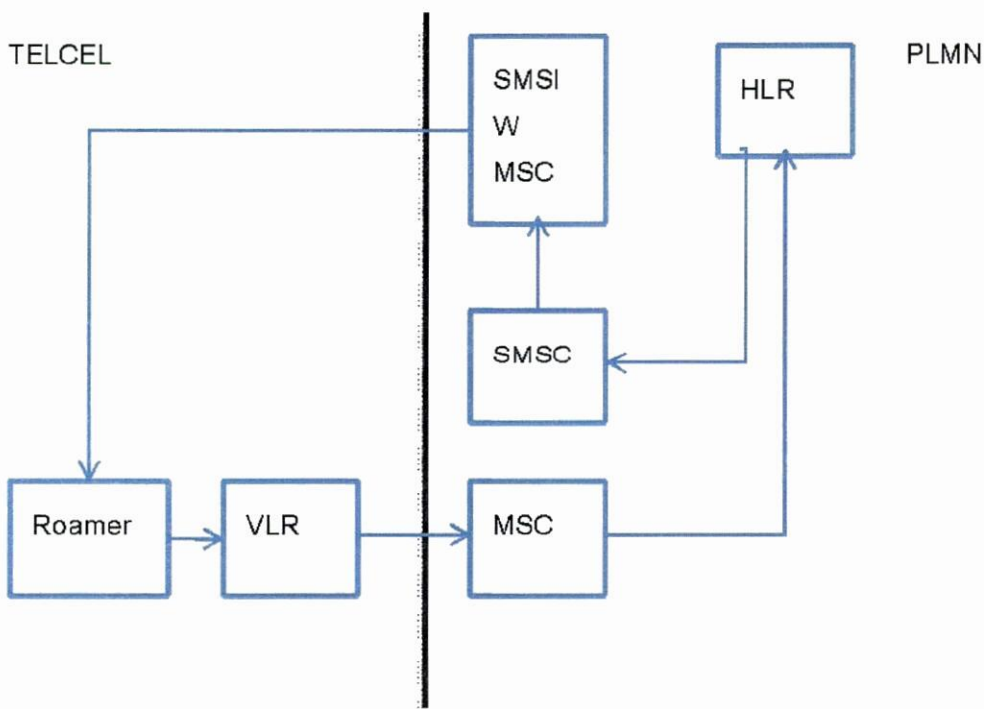 TELCEL
PLMN
SMSI
W
MSC
HLR
SMSC
Roamer
VLR
MSC